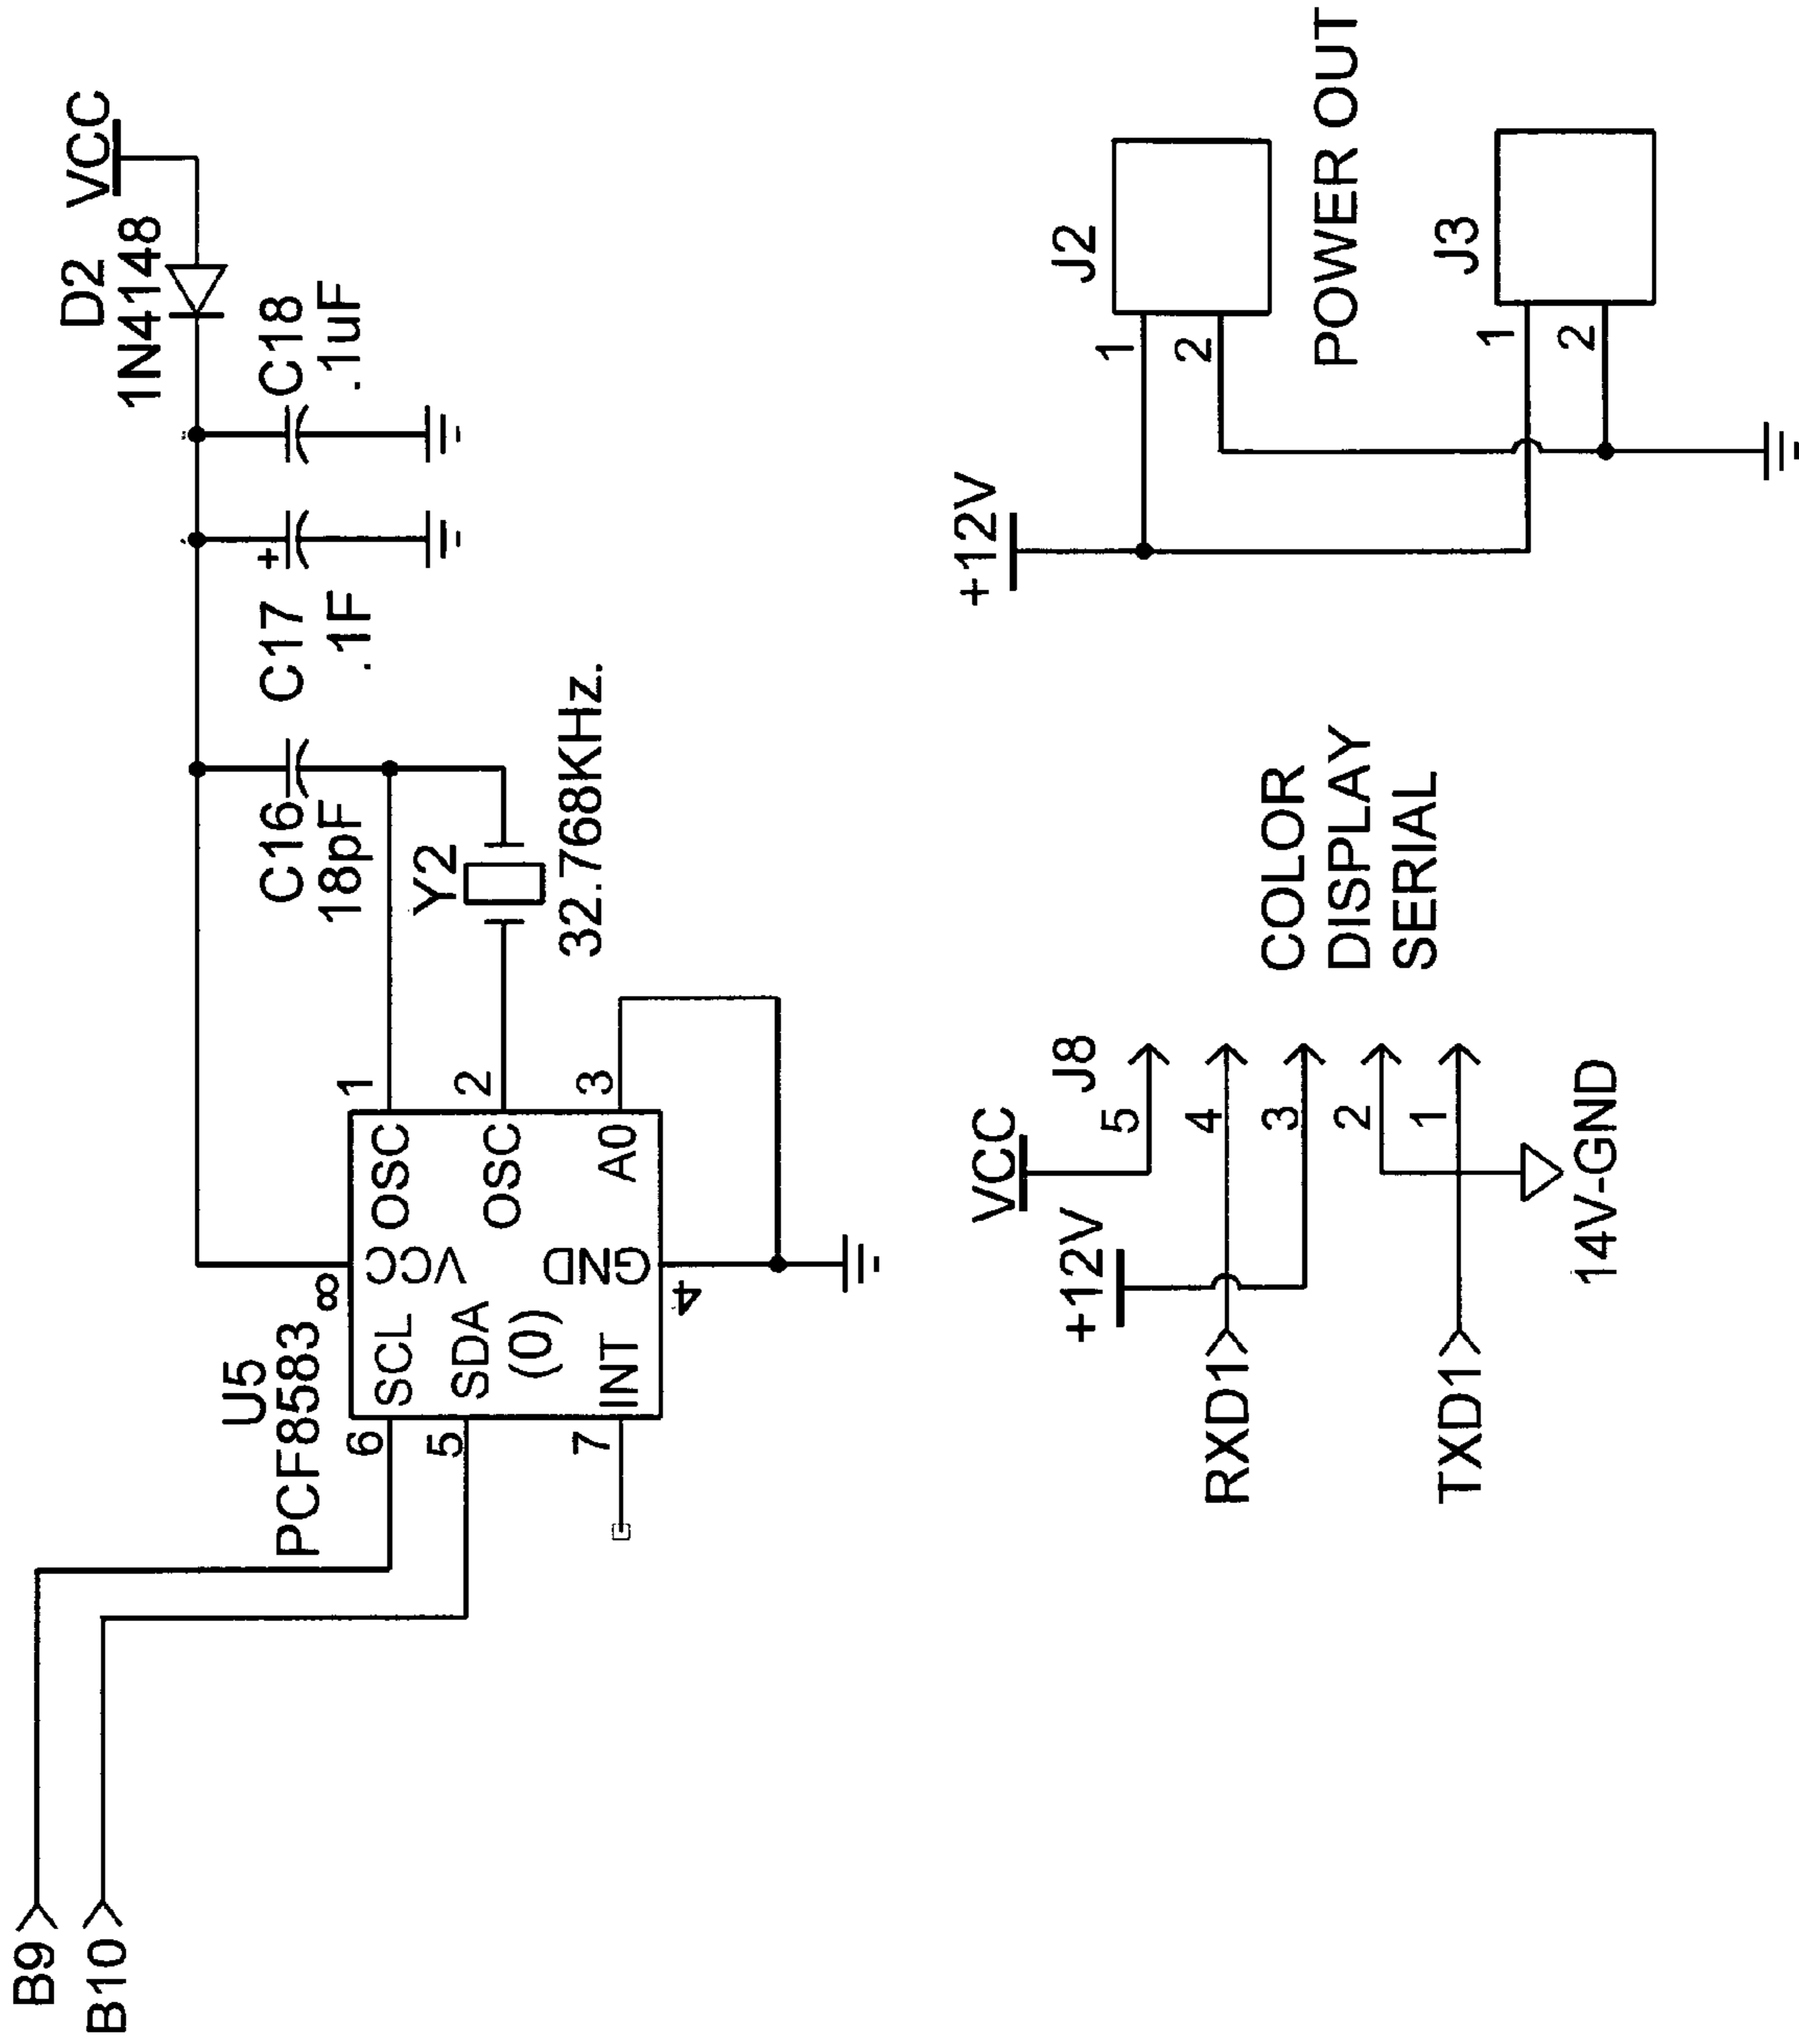 B9
B10
U5
PCF8583
6
SCL
5
SDA
(0)
7
INT
8
VCC
GND
4
OSC
1
OSC
2
A0
3
C16
18pF
Y2
32.768KHz.
C17
.1F
+
C18
.1uF
D2
1N4148
VCC
RXD1
TXD1
+12V
VCC
J8
5
4
3
2
1
14V-GND
COLOR
DISPLAY
SERIAL
+12V
J2
1
2
POWER OUT
J3
1
2